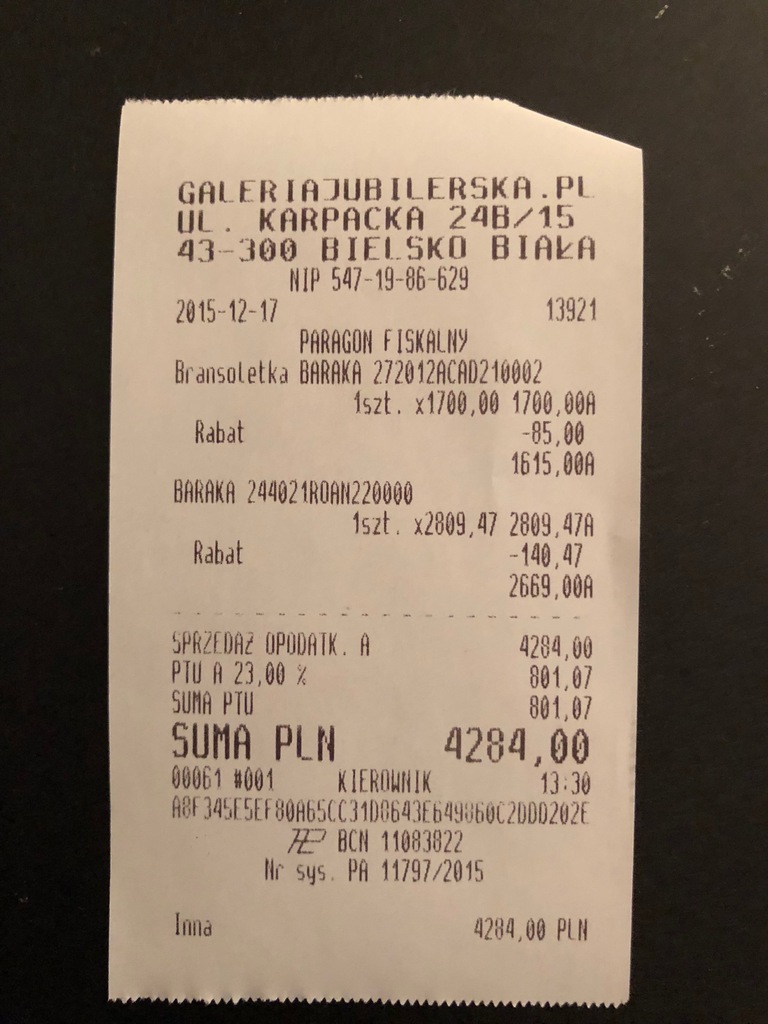 GALERIAJUBILERSKA.PL
UL. KARPACKA 24B/15
43-300 BIELSKO BIAŁA
NIP 547-19-86-629
2015-12-17 13921
PARAGON FISKALNY
Bransoletka BARAKA 272012ACAD210002
1szt. x1700,00 1700,00A
Rabat -85,00
1615,00A
BARAKA 244021ROAN220000
1szt. x2809,47 2809,47A
Rabat -140,47
2669,00A
SPRZEDAŻ OPODATK. A 4284,00
PTU A 23,00 % 801,07
SUMA PTU 801,07
SUMA PLN 4284,00
00061 #001 KIEROWNIK 13:30
A8F345E5EF80A65CC31D8643E649860C2DDD202E
BCN 11083822
Nr sys. PA 11797/2015
Inna 4284,00 PLN